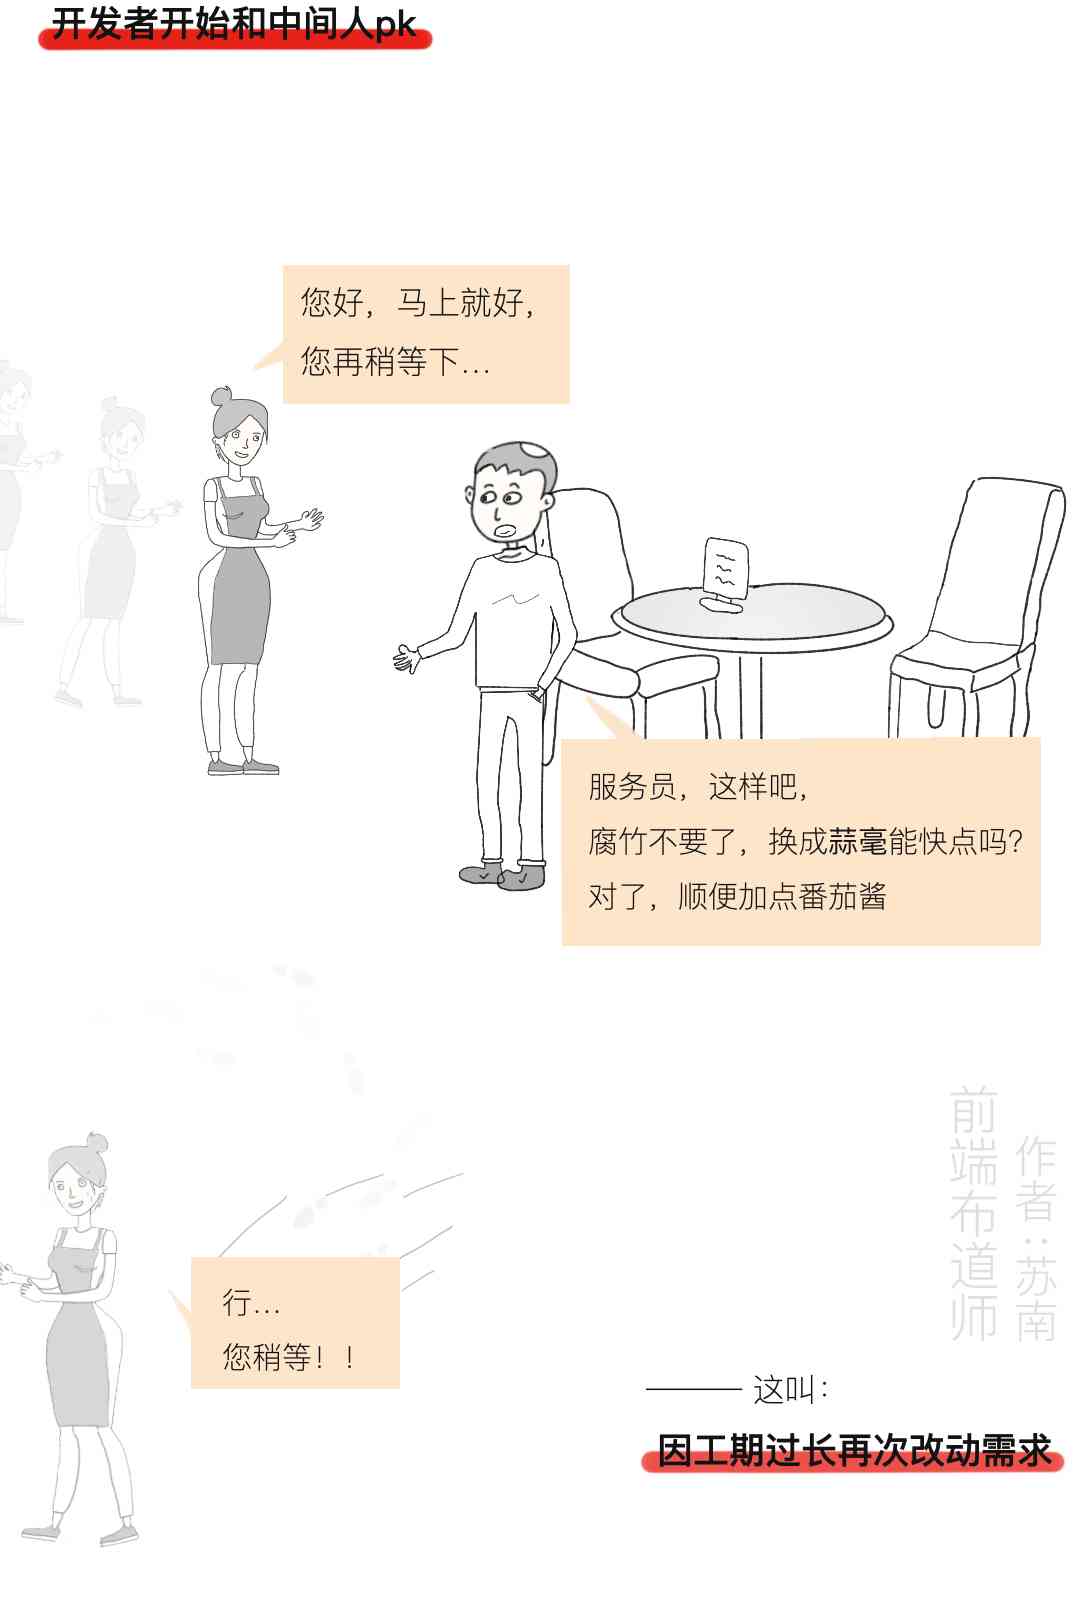 开发者开始和中间人pk
您好，马上就好，
您再稍等下...
服务员，这样吧，
腐竹不要了，换成蒜毫能快点吗？
对了，顺便加点番茄酱
行...
您稍等！！
作者：苏南
前端布道师
——— 这叫：
因工期过长再次改动需求